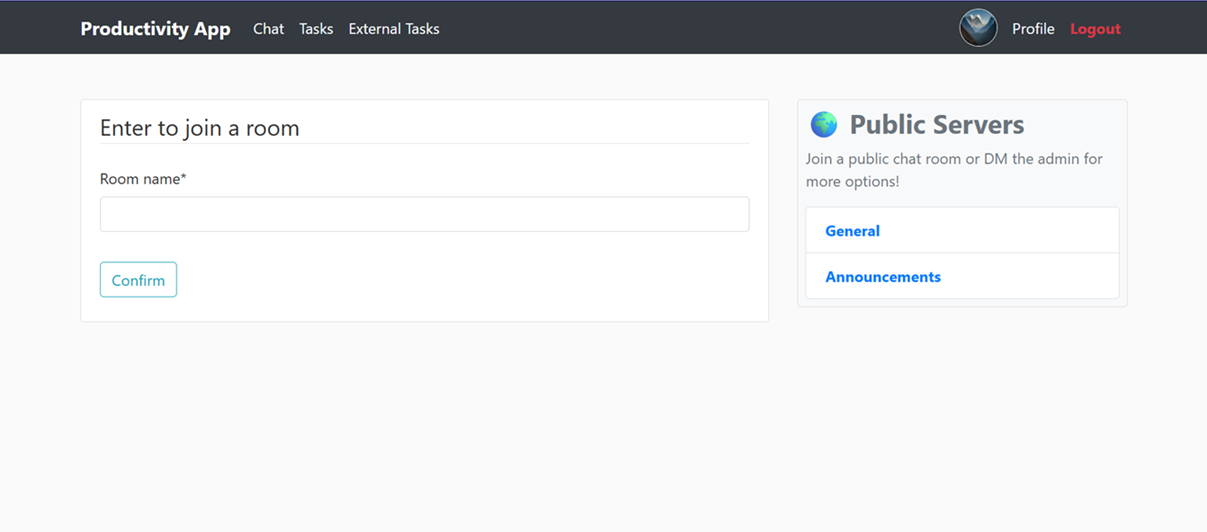 Productivity App Chat Tasks External Tasks Profile Logout
Enter to join a room
Room name*
Confirm
Public Servers
Join a public chat room or DM the admin for
more options!
General
Announcements